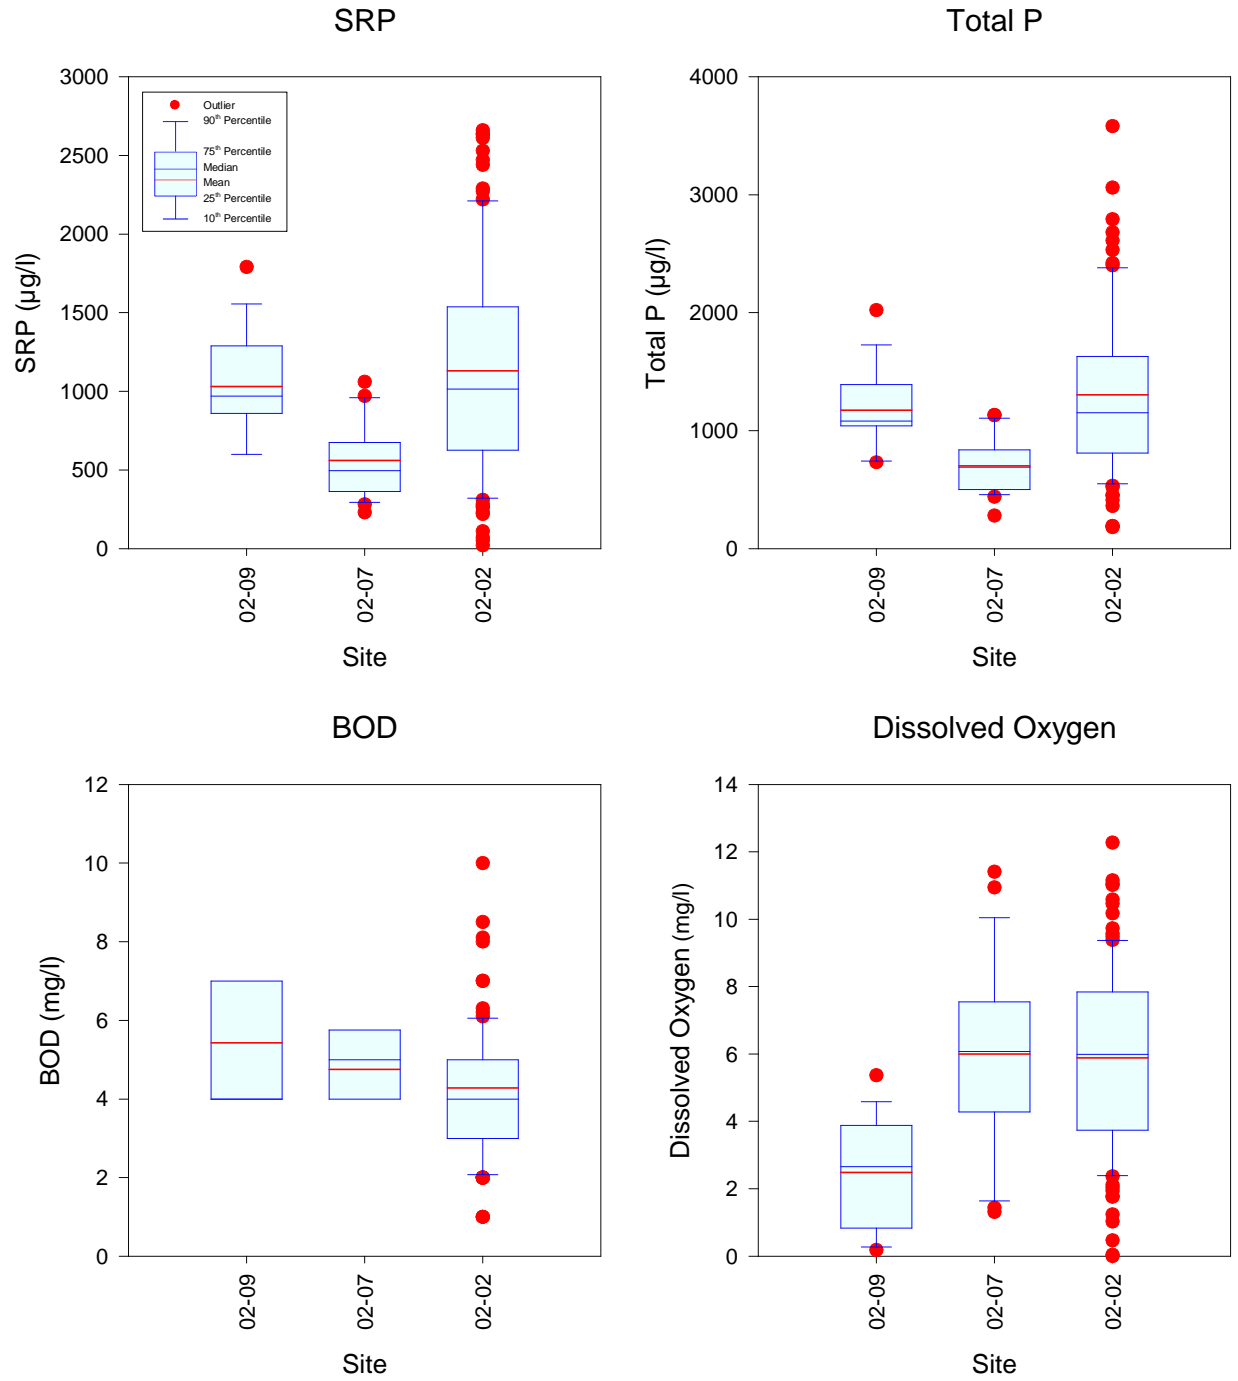 SRP
Total P
3000
2500
2000
1500
1000
500
0
SRP (µg/l)
Outlier
90th Percentile
75th Percentile
Median
Mean
25th Percentile
10th Percentile
02-09
02-07
02-02
Site
4000
3000
2000
1000
0
Total P (µg/l)
02-09
02-07
02-02
Site
BOD
Dissolved Oxygen
12
10
8
6
4
2
0
BOD (mg/l)
02-09
02-07
02-02
Site
14
12
10
8
6
4
2
0
Dissolved Oxygen (mg/l)
02-09
02-07
02-02
Site